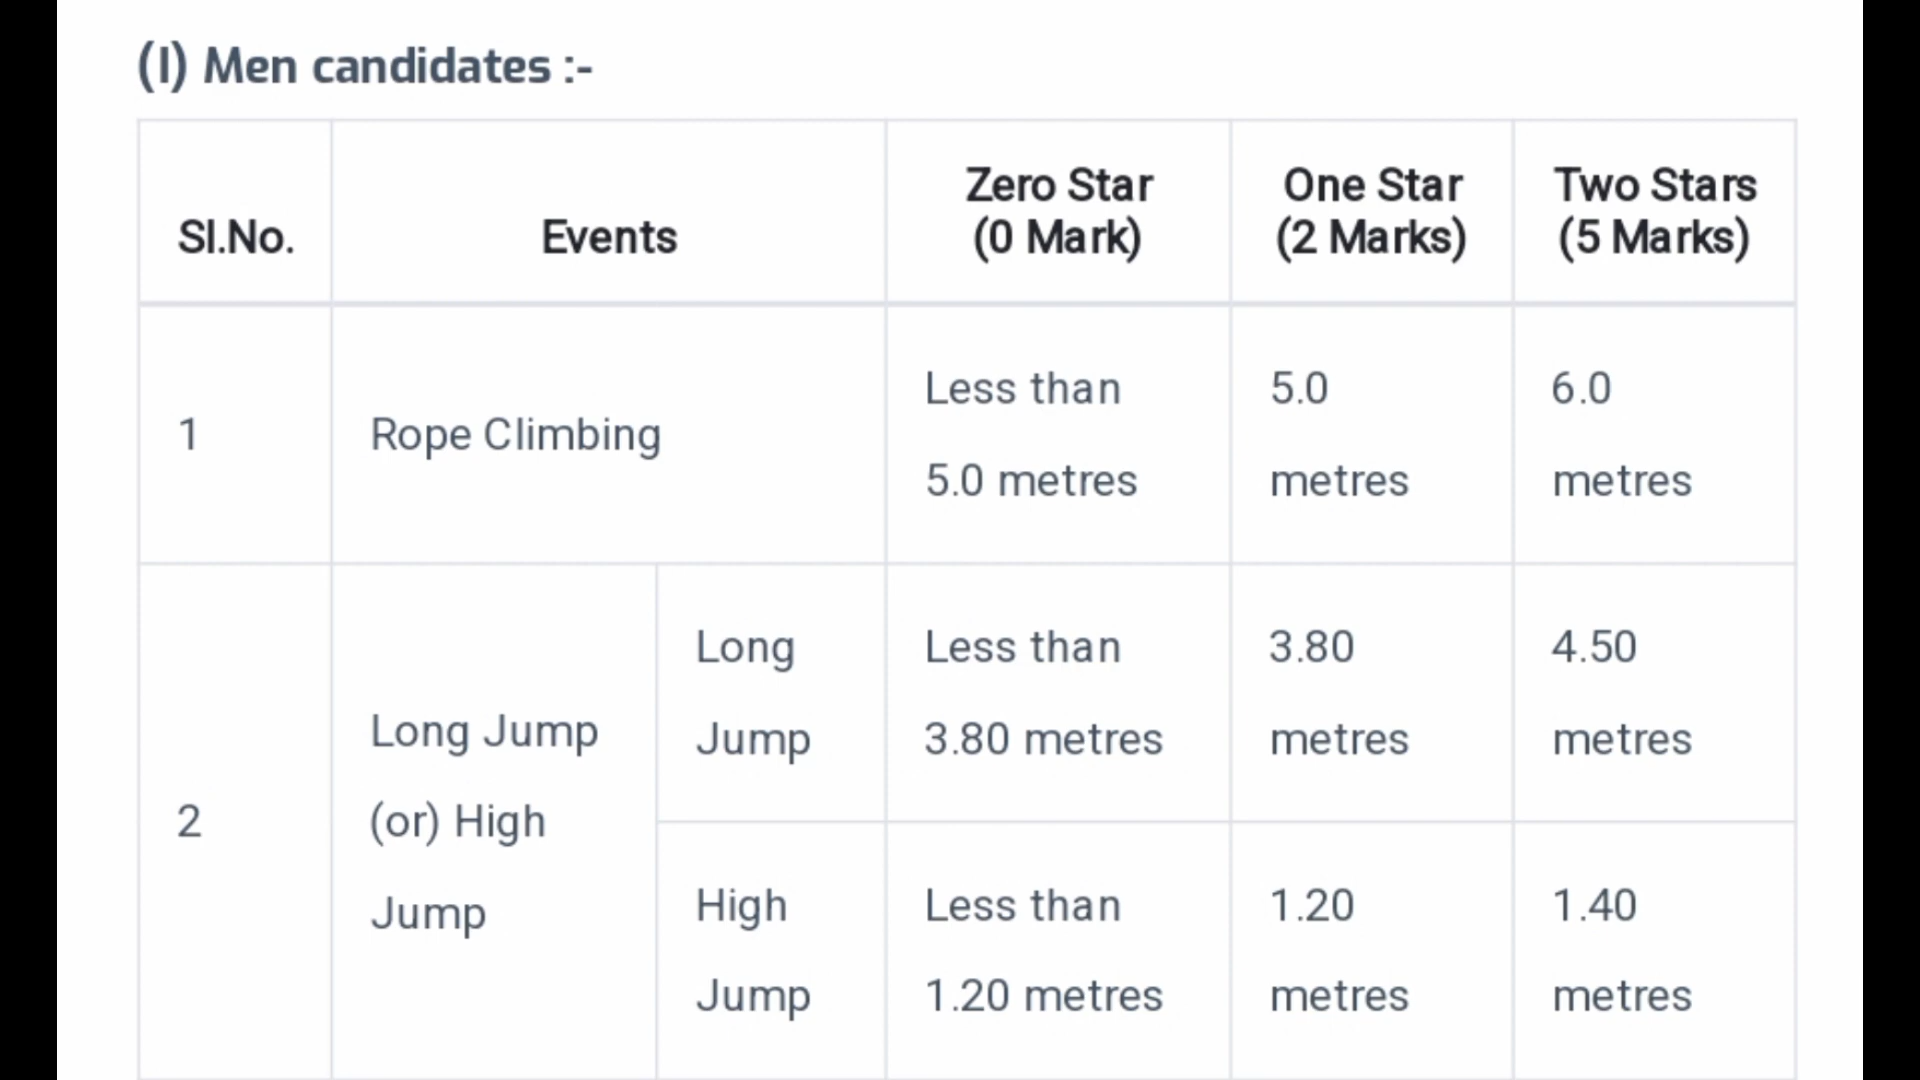 (I) Men candidates :-
Sl.No.
Events
Zero Star
(0 Mark)
One Star
(2 Marks)
Two Stars
(5 Marks)
1
Rope Climbing
Less than
5.0 metres
5.0
metres
6.0
metres
2
Long Jump
(or) High
Jump
Long
Jump
Less than
3.80 metres
3.80
metres
4.50
metres
High
Jump
Less than
1.20 metres
1.20
metres
1.40
metres